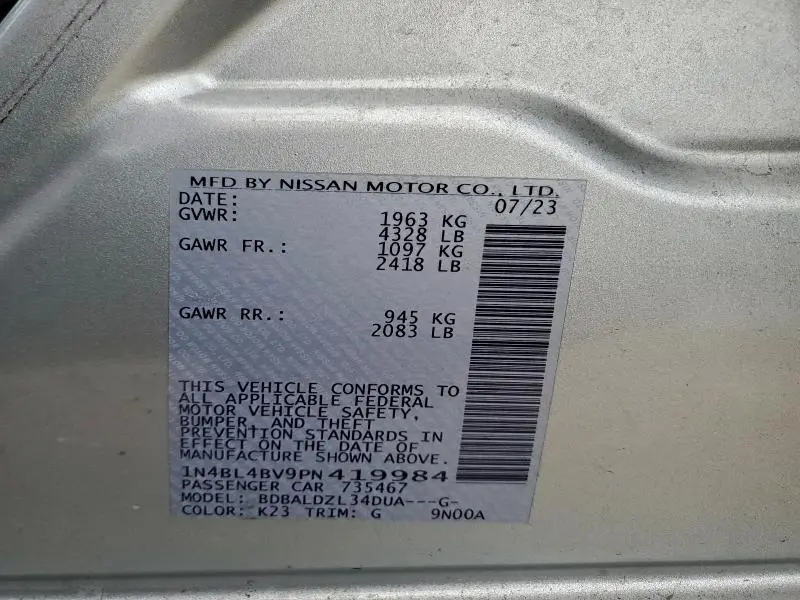 MFD BY NISSAN MOTOR CO., LTD.
DATE: 07/23
GVWR: 1963 KG
4328 LB
GAWR FR.: 1097 KG
2418 LB
GAWR RR.: 945 KG
2083 LB
THIS VEHICLE CONFORMS TO
ALL APPLICABLE FEDERAL
MOTOR VEHICLE SAFETY,
BUMPER, AND THEFT
PREVENTION STANDARDS IN
EFFECT ON THE DATE OF
MANUFACTURE SHOWN ABOVE.
1N4BL4BV9PN419984
PASSENGER CAR 735467
MODEL: BDBALDZL34DUA---G-
COLOR: K23 TRIM: G 9N00A